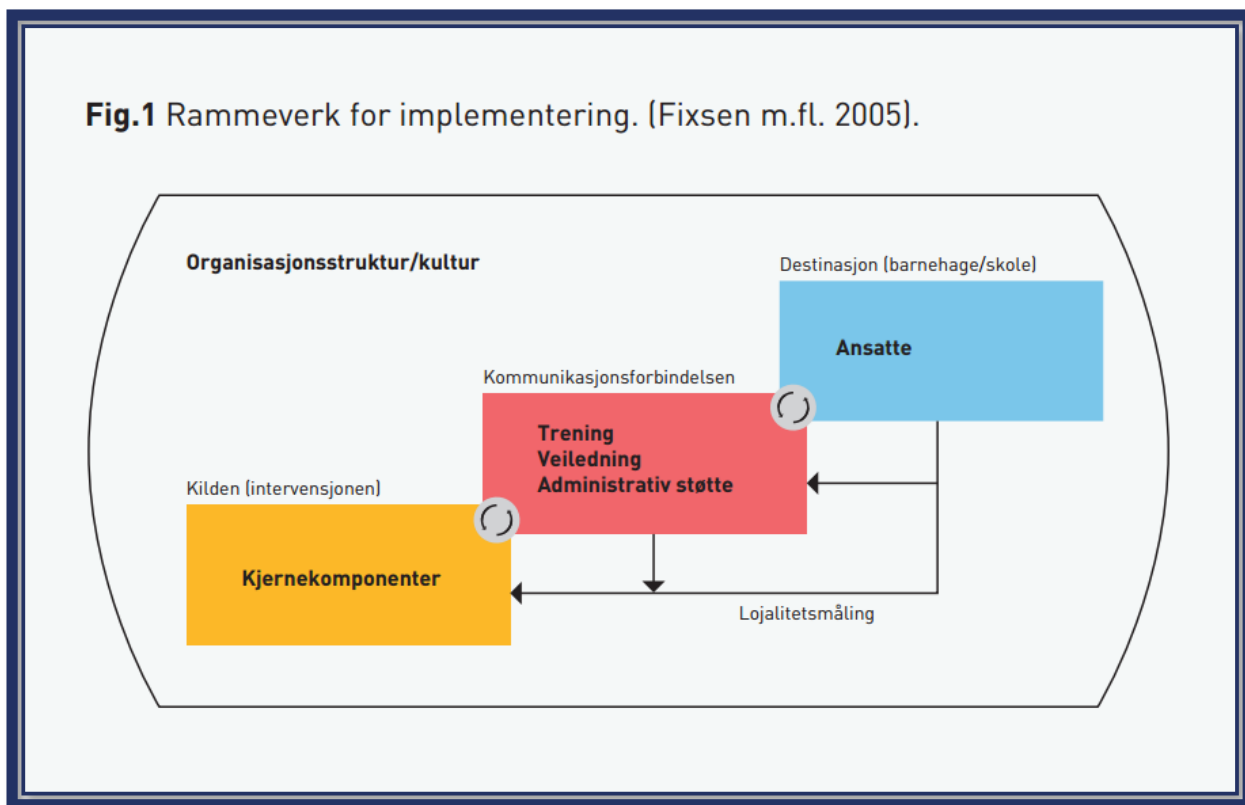 Fig.1 Rammeverk for implementering. (Fixsen m.fl. 2005).
Organisasjonsstruktur/kultur
Destinasjon (barnehage/skole)
Ansatte
Kommunikasjonsforbindelsen
Trening
Veiledning
Administrativ støtte
Kilden (intervensjonen)
Kjernekomponenter
Lojalitetsmåling